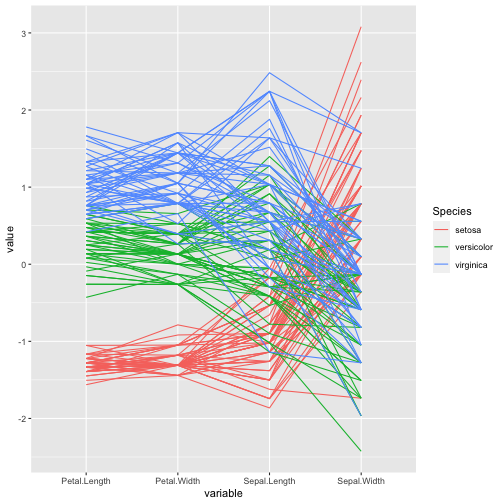 3
2
1
0
-1
-2
value
Petal.Length Petal.Width Sepal.Length Sepal.Width
variable
Species
setosa
versicolor
virginica